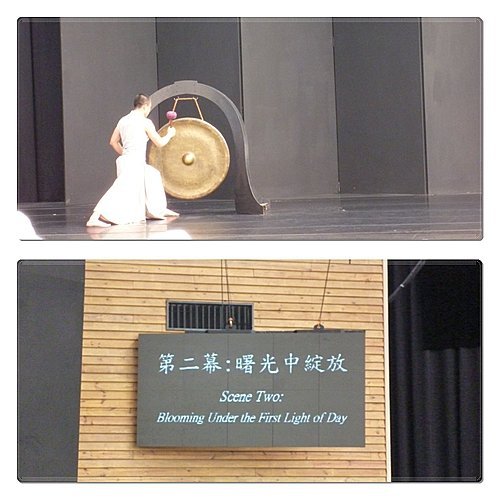 第二幕:曙光中綻放
Scene Two:
Blooming Under the First Light of Day